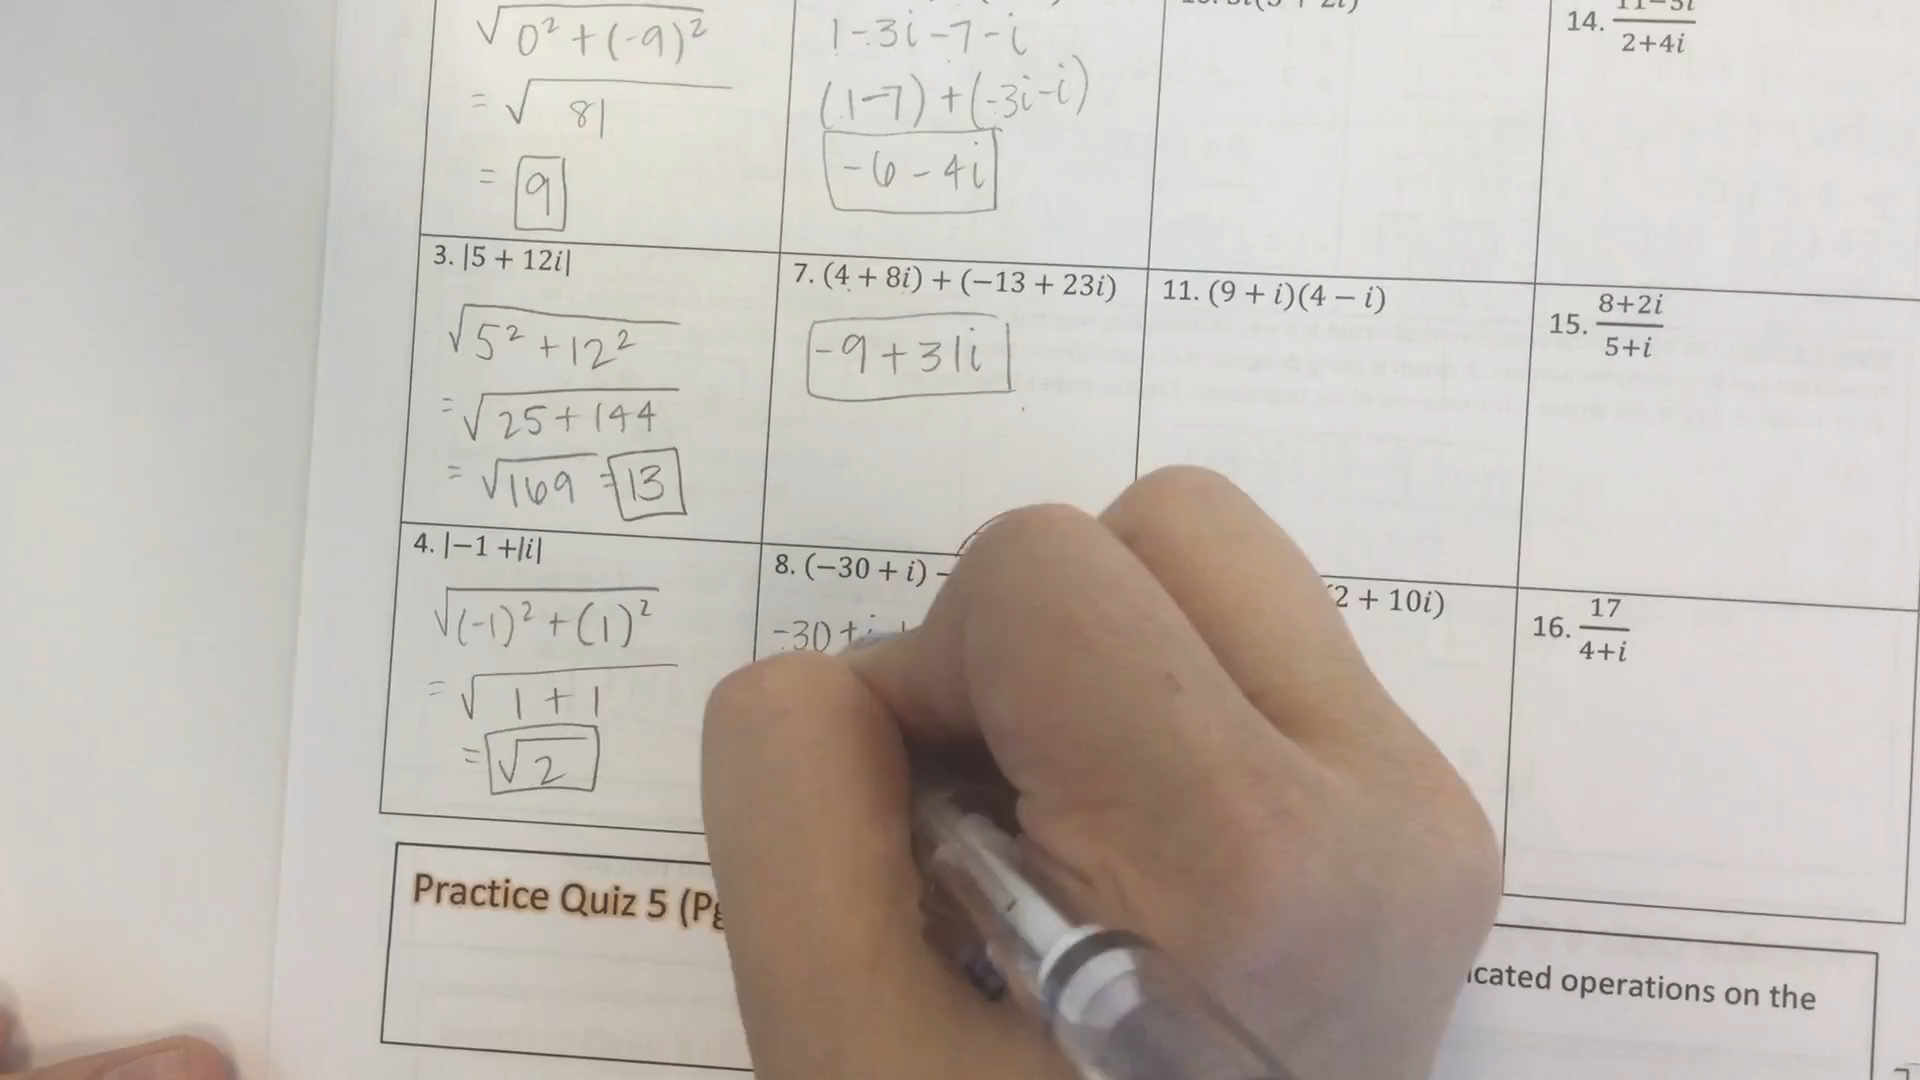 √0² + (-9)²
= √81
= 9
1-3i-7-i
(1-7) + (-3i-i)
-6-4i
14. 11−3i / 2+4i
3. |5 + 12i|
√5² + 12²
= √25 + 144
= √169 = 13
7. (4 + 8i) + (−13 + 23i)
-9 + 31i
11. (9 + i)(4 − i)
15. 8+2i / 5+i
4. |−1 + 1i|
√(-1)² + (1)²
= √1 + 1
= √2
8. (−30 + i) −
-30 + i +
2 + 10i)
16. 17 / 4+i
Practice Quiz 5
operations on the